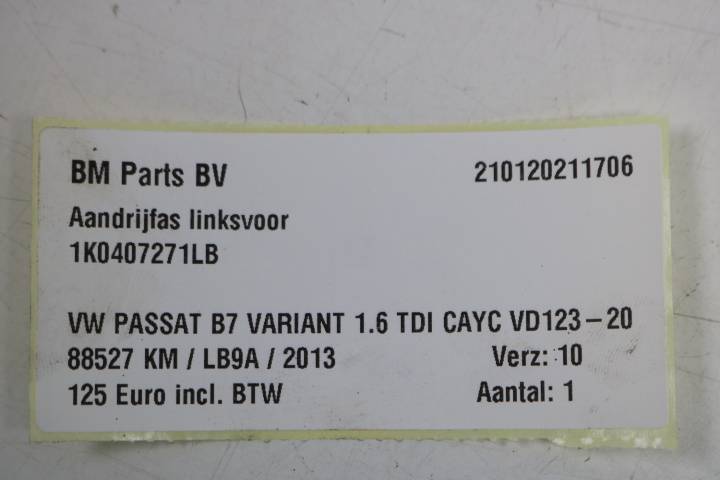 BM Parts BV 210120211706
Aandrijfas linksvoor
1K0407271LB
VW PASSAT B7 VARIANT 1.6 TDI CAYC VD123-20
88527 KM / LB9A / 2013 Verz: 10
125 Euro incl. BTW Aantal: 1